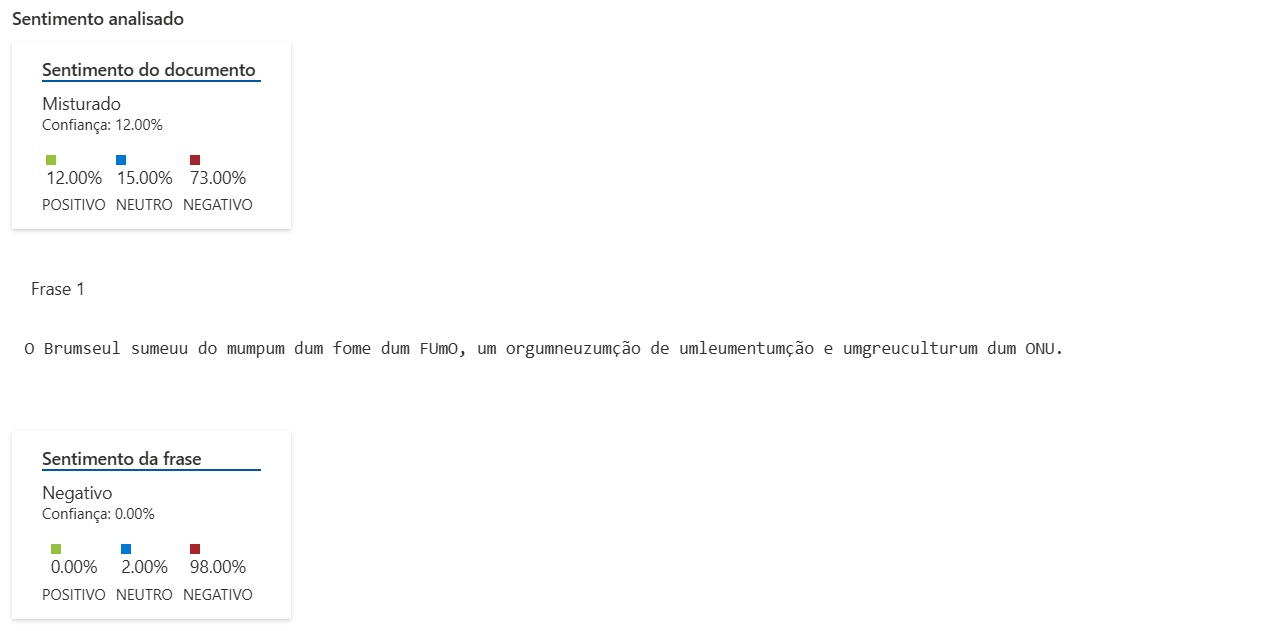 Sentimento analisado
Sentimento do documento
Misturado
Confiança: 12.00%
12.00% 15.00% 73.00%
POSITIVO NEUTRO NEGATIVO
Frase 1
O Brumseul sumeuu do mumpum dum fome dum FUmO, um orgumneuzumção de umleumentumção e umgreuculturum dum ONU.
Sentimento da frase
Negativo
Confiança: 0.00%
0.00% 2.00% 98.00%
POSITIVO NEUTRO NEGATIVO